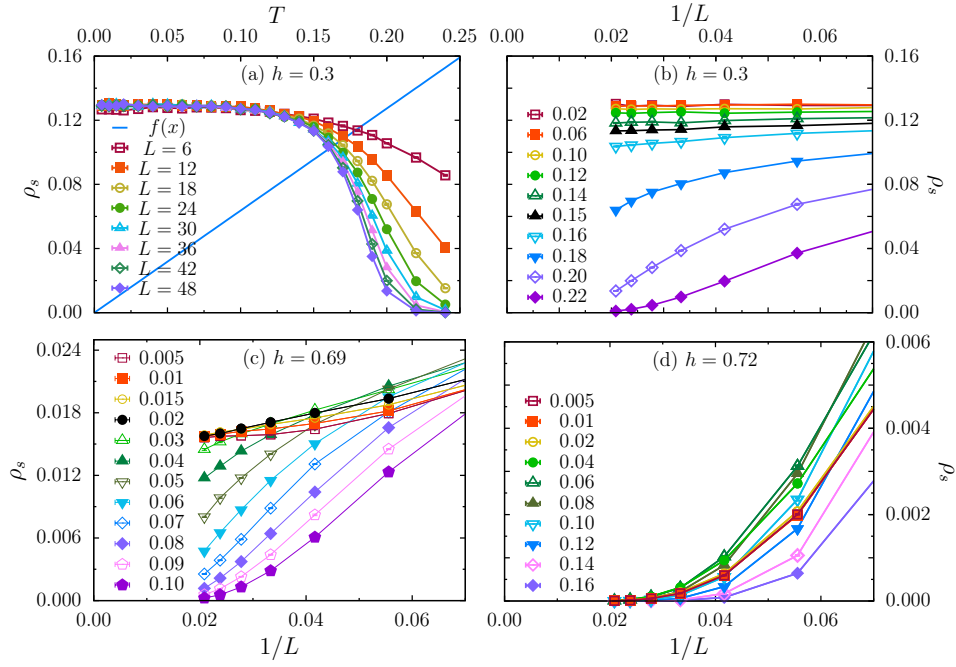 T
0.00 0.05 0.10 0.15 0.20 0.25
1/L
0.02 0.04 0.06
(a) h = 0.3
0.16
0.12
0.08
0.04
0.00
ρs
f(x)
L = 6
L = 12
L = 18
L = 24
L = 30
L = 36
L = 42
L = 48
(b) h = 0.3
0.02
0.06
0.10
0.12
0.14
0.15
0.16
0.18
0.20
0.22
0.16
0.12
0.08
0.04
0.00
ρs
(c) h = 0.69
0.024
0.018
0.012
0.006
0.000
ρs
0.005
0.01
0.015
0.02
0.03
0.04
0.05
0.06
0.07
0.08
0.09
0.10
0.00 0.02 0.04 0.06
1/L
(d) h = 0.72
0.005
0.01
0.02
0.04
0.06
0.08
0.10
0.12
0.14
0.16
0.006
0.004
0.002
0.000
ρs
0.00 0.02 0.04 0.06
1/L